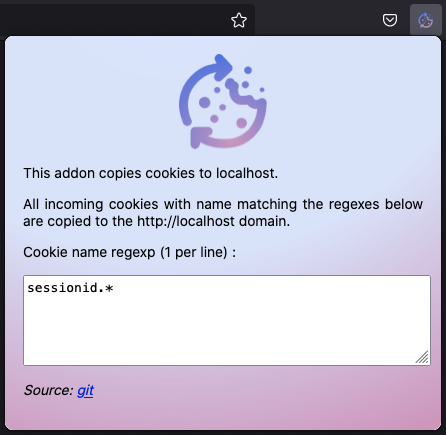 This addon copies cookies to localhost.
All incoming cookies with name matching the regexes below
are copied to the http://localhost domain.
Cookie name regexp (1 per line) :
sessionid.*
Source: git